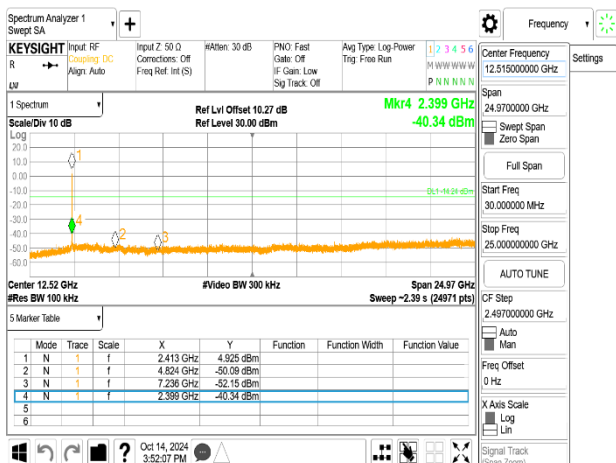 Spectrum Analyzer 1
Swept SA
Frequency
KEYSIGHT
R
Input: RF
Coupling: DC
Align: Auto
Input Z: 50 Ω
Corrections: Off
Freq Ref: Int (S)
#Atten: 30 dB
PNO: Fast
Gate: Off
IF Gain: Low
Sig Track: Off
Avg Type: Log-Power
Trig: Free Run
1 2 3 4 5 6
M W W W W W
P N N N N N
1 Spectrum
Scale/Div 10 dB
Log
Ref Lvl Offset 10.27 dB
Ref Level 30.00 dBm
Mkr4 2.399 GHz
-40.34 dBm
20.0
10.0
0.00
-10.0
-20.0
-30.0
-40.0
-50.0
-60.0
1
2
3
4
Center 12.52 GHz
#Res BW 100 kHz
#Video BW 300 kHz
Span 24.97 GHz
Sweep ~2.39 s (24971 pts)
5 Marker Table
Mode Trace Scale X Y Function Function Width Function Value
1 N 1 f 2.413 GHz 4.925 dBm
2 N 1 f 4.824 GHz -50.09 dBm
3 N 1 f 7.236 GHz -52.15 dBm
4 N 1 f 2.399 GHz -40.34 dBm
5
6
?
Oct 14, 2024
3:52:07 PM
Center Frequency
12.515000000 GHz
Settings
Span
24.9700000 GHz
Swept Span
Zero Span
Full Span
Start Freq
30.000000 MHz
Stop Freq
25.000000000 GHz
AUTO TUNE
CF Step
2.497000000 GHz
Auto
Man
Freq Offset
0 Hz
X Axis Scale
Log
Lin
Signal Track
(Span Zoom)